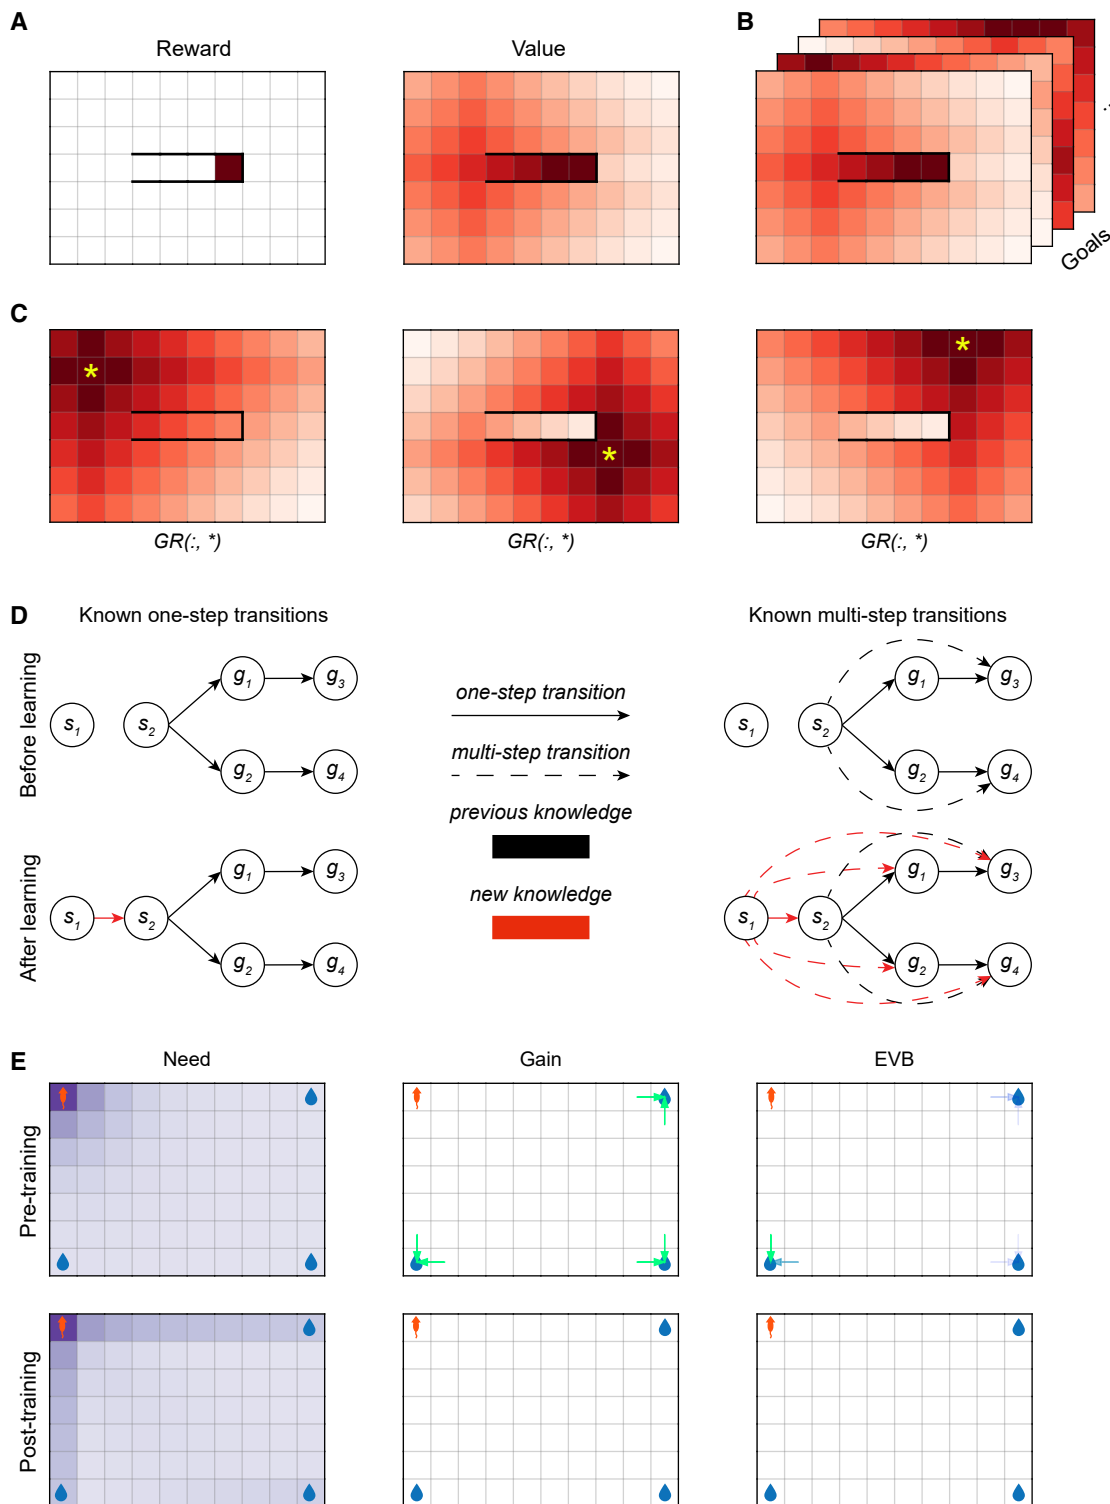 A
Reward
Value
B
Goals
C
*
*
*
GR(:, *)
GR(:, *)
GR(:, *)
D
Known one-step transitions
Known multi-step transitions
Before learning
s1
s2
g1
g3
g2
g4
one-step transition
multi-step transition
previous knowledge
new knowledge
s1
s2
g1
g3
g2
g4
After learning
s1
s2
g1
g3
g2
g4
s1
s2
g1
g3
g2
g4
E
Need
Gain
EVB
Pre-training
Post-training